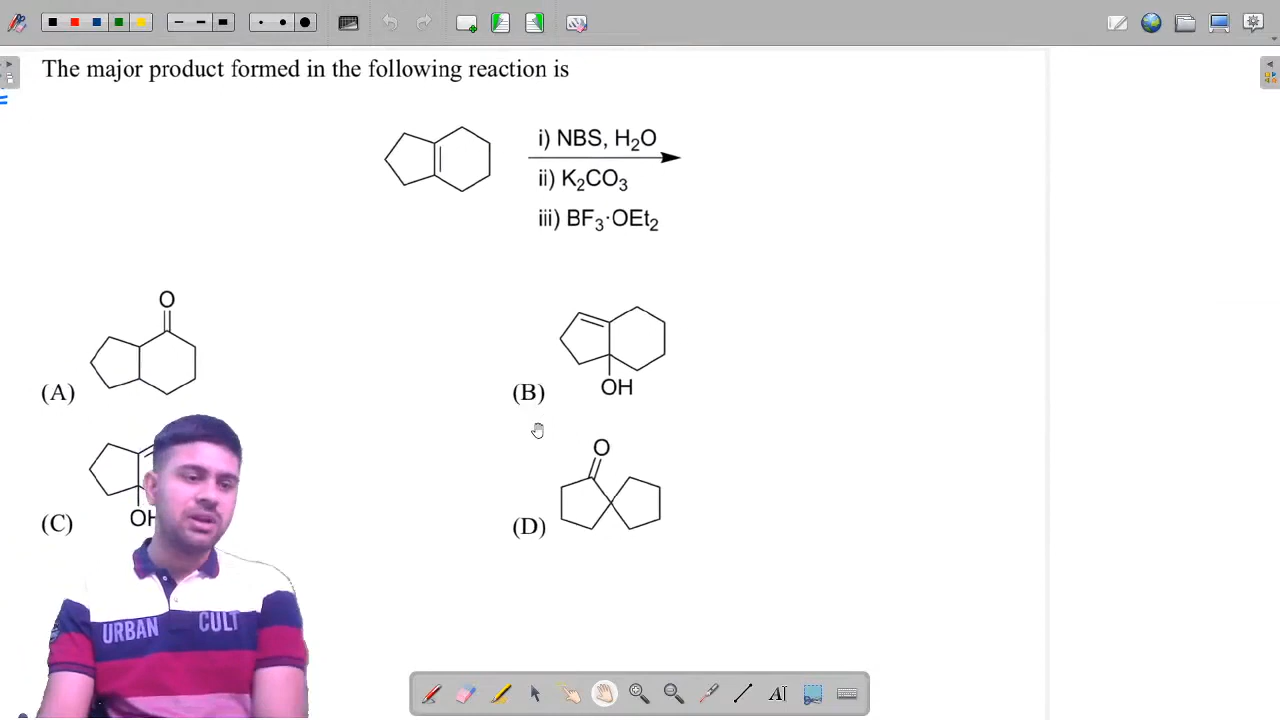 The major product formed in the following reaction is
i) NBS, H₂O
ii) K₂CO₃
iii) BF₃·OEt₂
O
(A)
(B)
OH
(C)
OH
O
(D)
URBAN CULT
AI